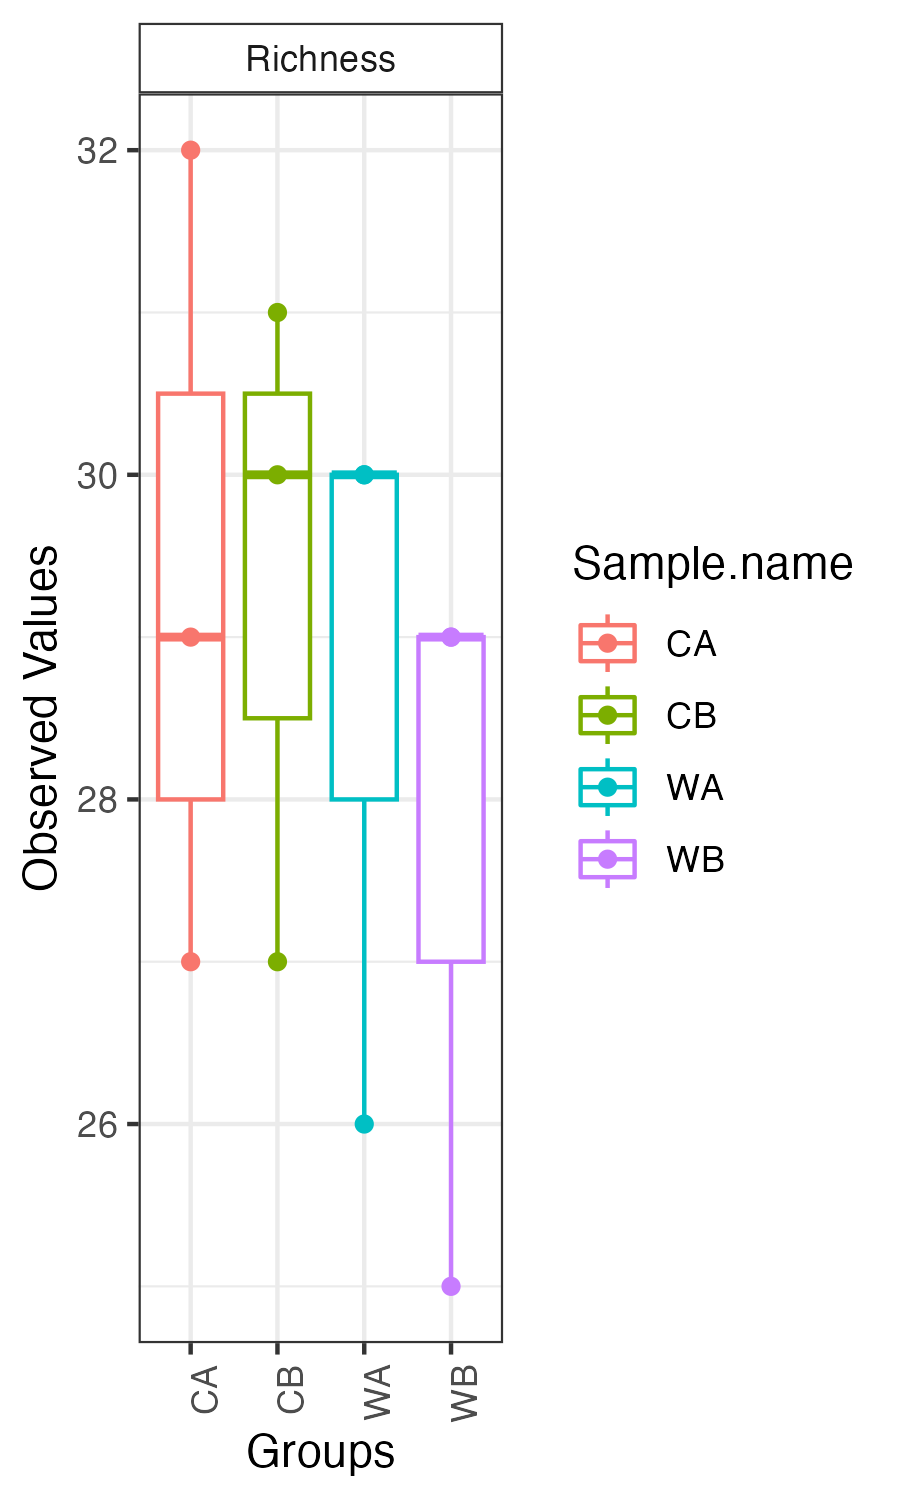 Richness
32
30
28
26
Observed Values
CA
CB
WA
WB
Groups
Sample.name
CA
CB
WA
WB